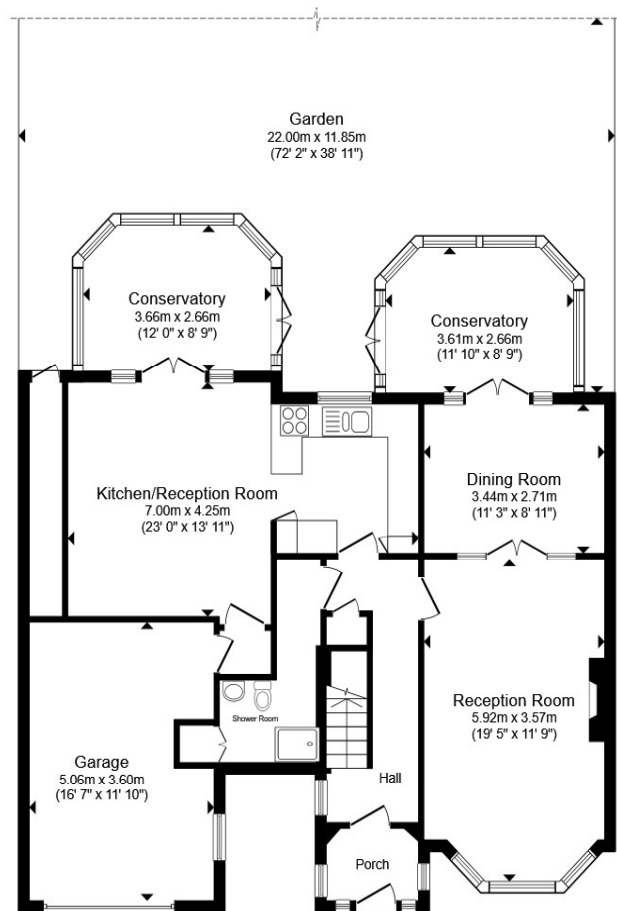 Garden
22.00m x 11.85m
(72' 2" x 38' 11")
Conservatory
3.66m x 2.66m
(12' 0" x 8' 9")
Conservatory
3.61m x 2.66m
(11' 10" x 8' 9")
Kitchen/Reception Room
7.00m x 4.25m
(23' 0" x 13' 11")
Dining Room
3.44m x 2.71m
(11' 3" x 8' 11")
Reception Room
5.92m x 3.57m
(19' 5" x 11' 9")
Shower Room
Garage
5.06m x 3.60m
(16' 7" x 11' 10")
Hall
Porch